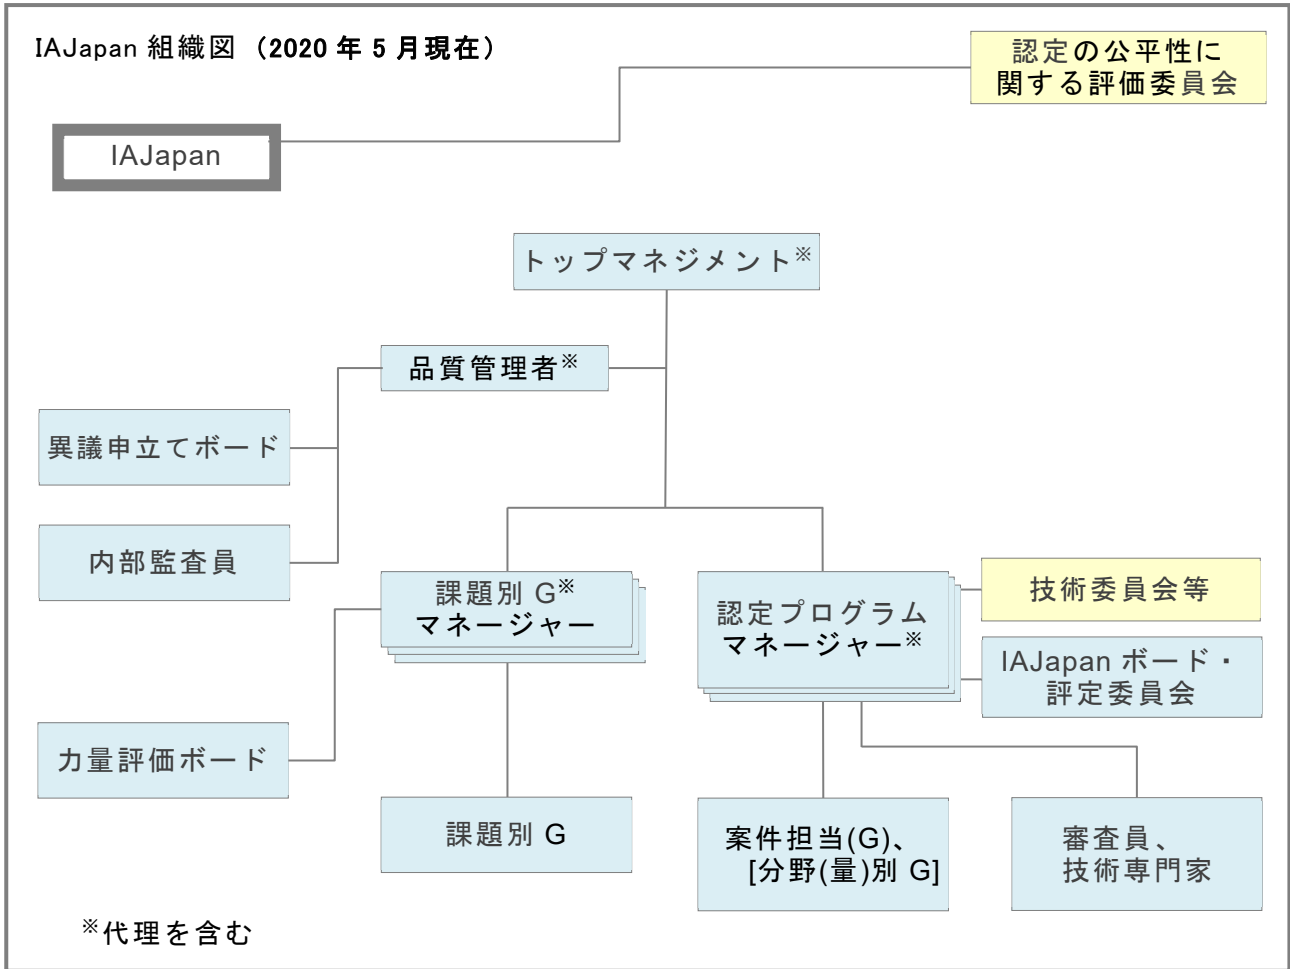 IAJapan 組織図 （2020 年 5 月現在）
認定の公平性に
関する評価委員会
IAJapan
トップマネジメント※
品質管理者※
異議申立てボード
内部監査員
課題別 G※
マネージャー
認定プログラム
マネージャー※
技術委員会等
IAJapan ボード・
評定委員会
力量評価ボード
課題別 G
案件担当(G)、
[分野(量)別 G]
審査員、
技術専門家
※代理を含む